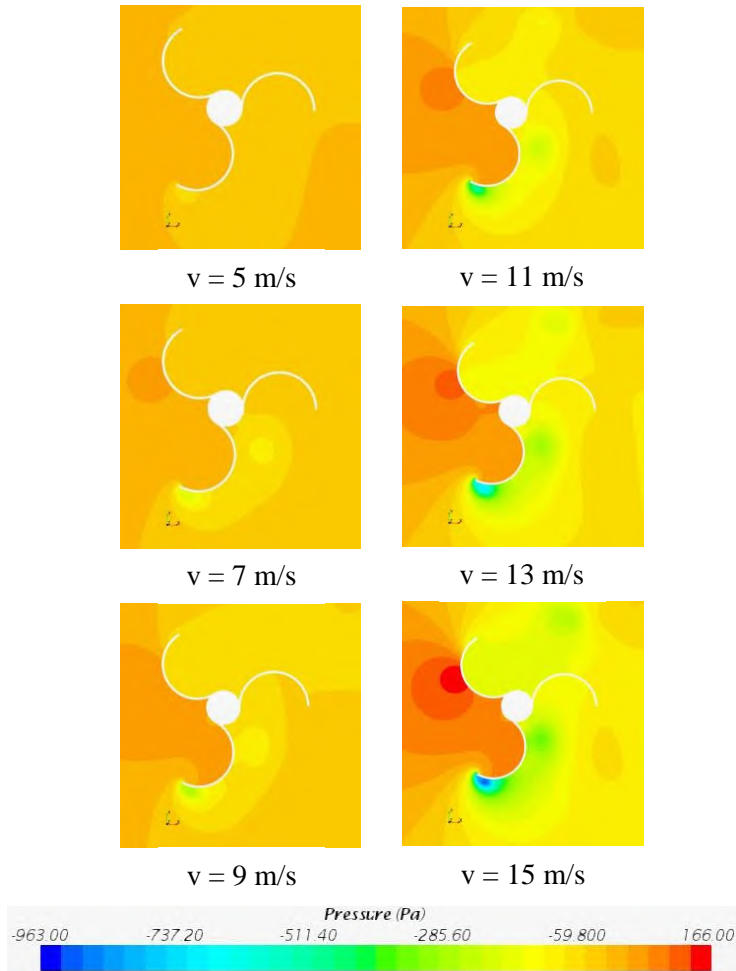 v = 5 m/s
v = 11 m/s
v = 7 m/s
v = 13 m/s
v = 9 m/s
v = 15 m/s
Pressure (Pa)
-963.00 -737.20 -511.40 -285.60 -59.800 166.00